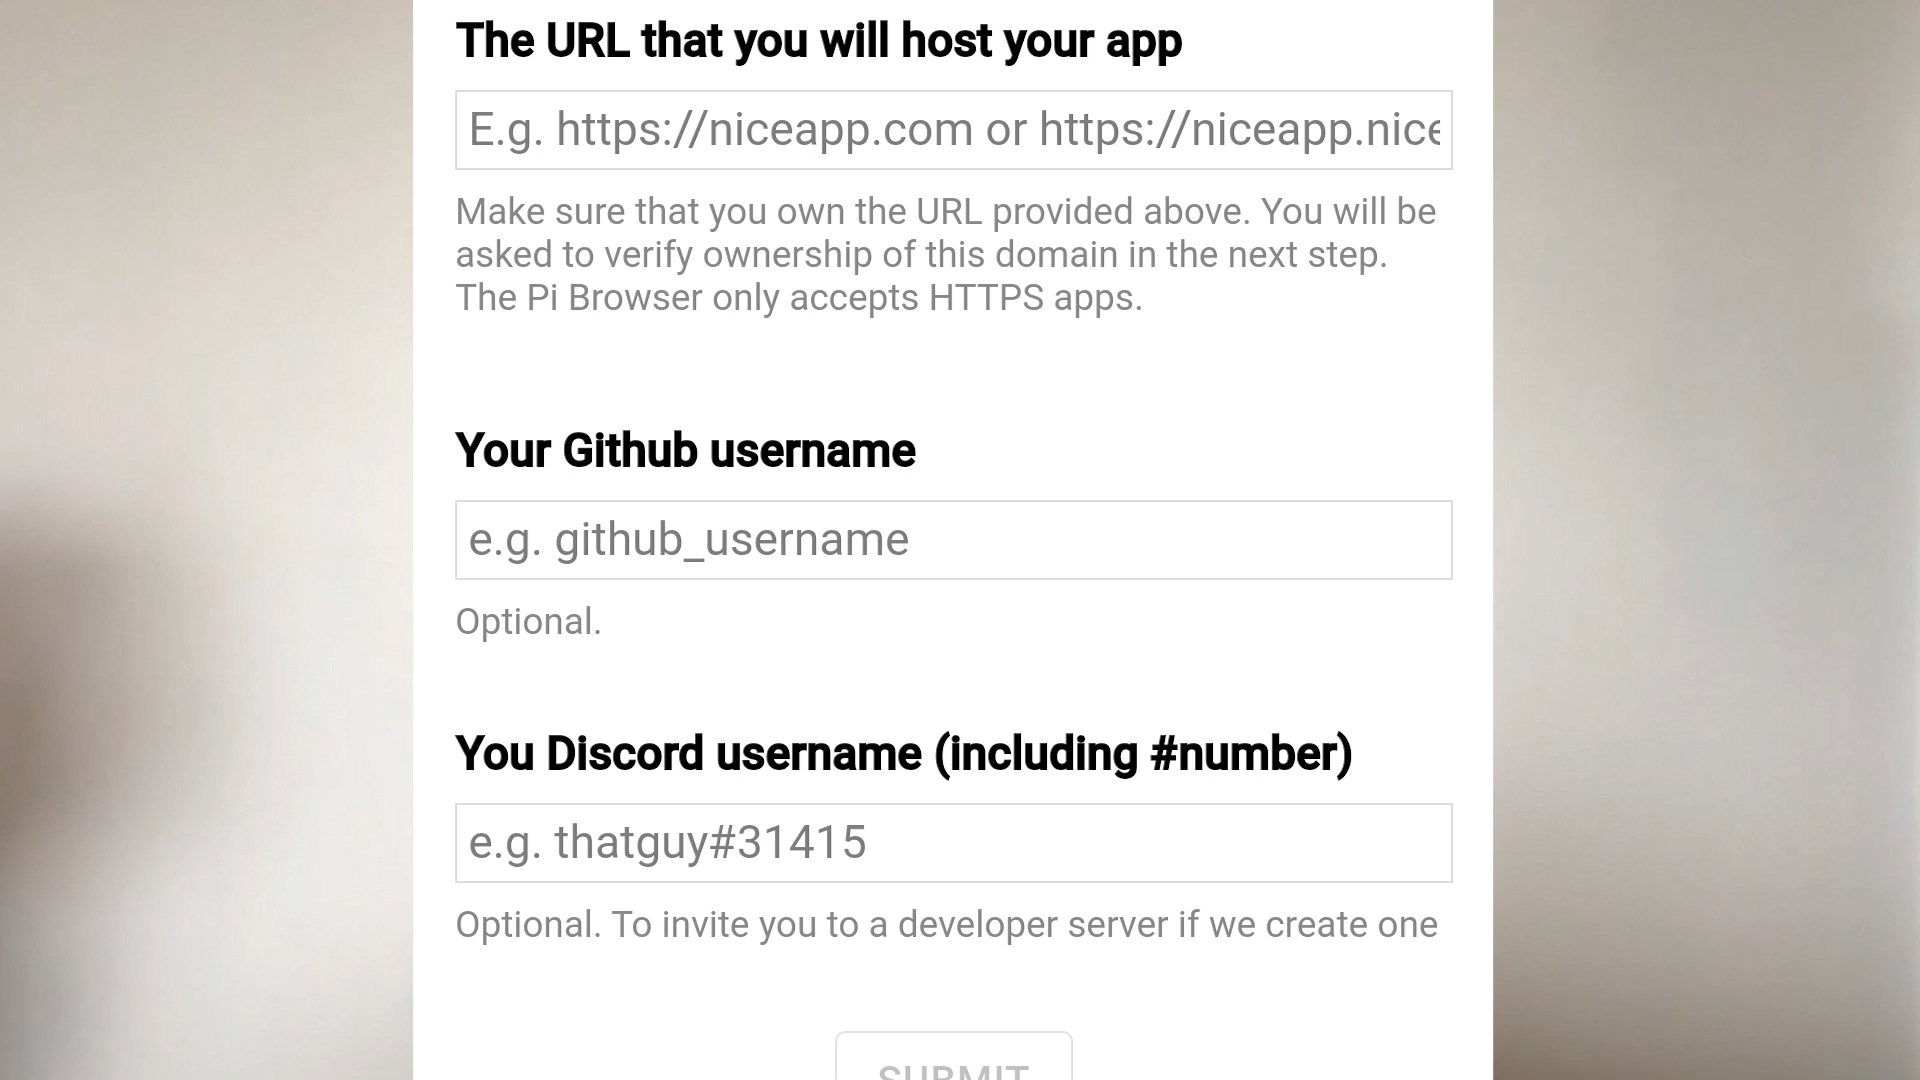 The URL that you will host your app
E.g. https://niceapp.com or https://niceapp.nice
Make sure that you own the URL provided above. You will be
asked to verify ownership of this domain in the next step.
The Pi Browser only accepts HTTPS apps.
Your Github username
e.g. github_username
Optional.
You Discord username (including #number)
e.g. thatguy#31415
Optional. To invite you to a developer server if we create one
SUBMIT